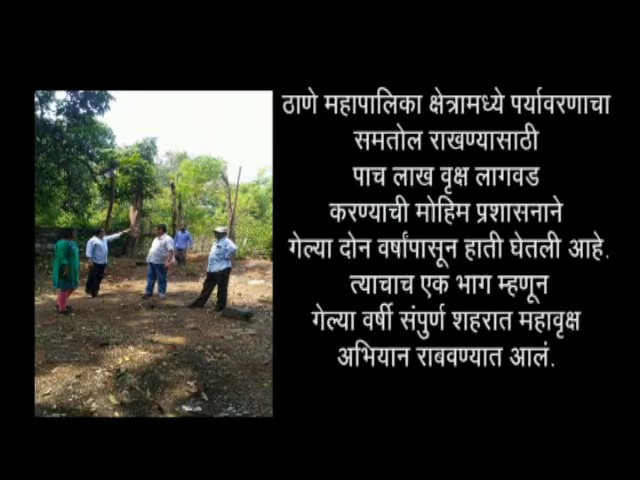 ठाणे महापालिका क्षेत्रामध्ये पर्यावरणाचा
समतोल राखण्यासाठी
पाच लाख वृक्ष लागवड
करण्याची मोहिम प्रशासनाने
गेल्या दोन वर्षांपासून हाती घेतली आहे.
त्याचाच एक भाग म्हणून
गेल्या वर्षी संपुर्ण शहरात महावृक्ष
अभियान राबवण्यात आलं.